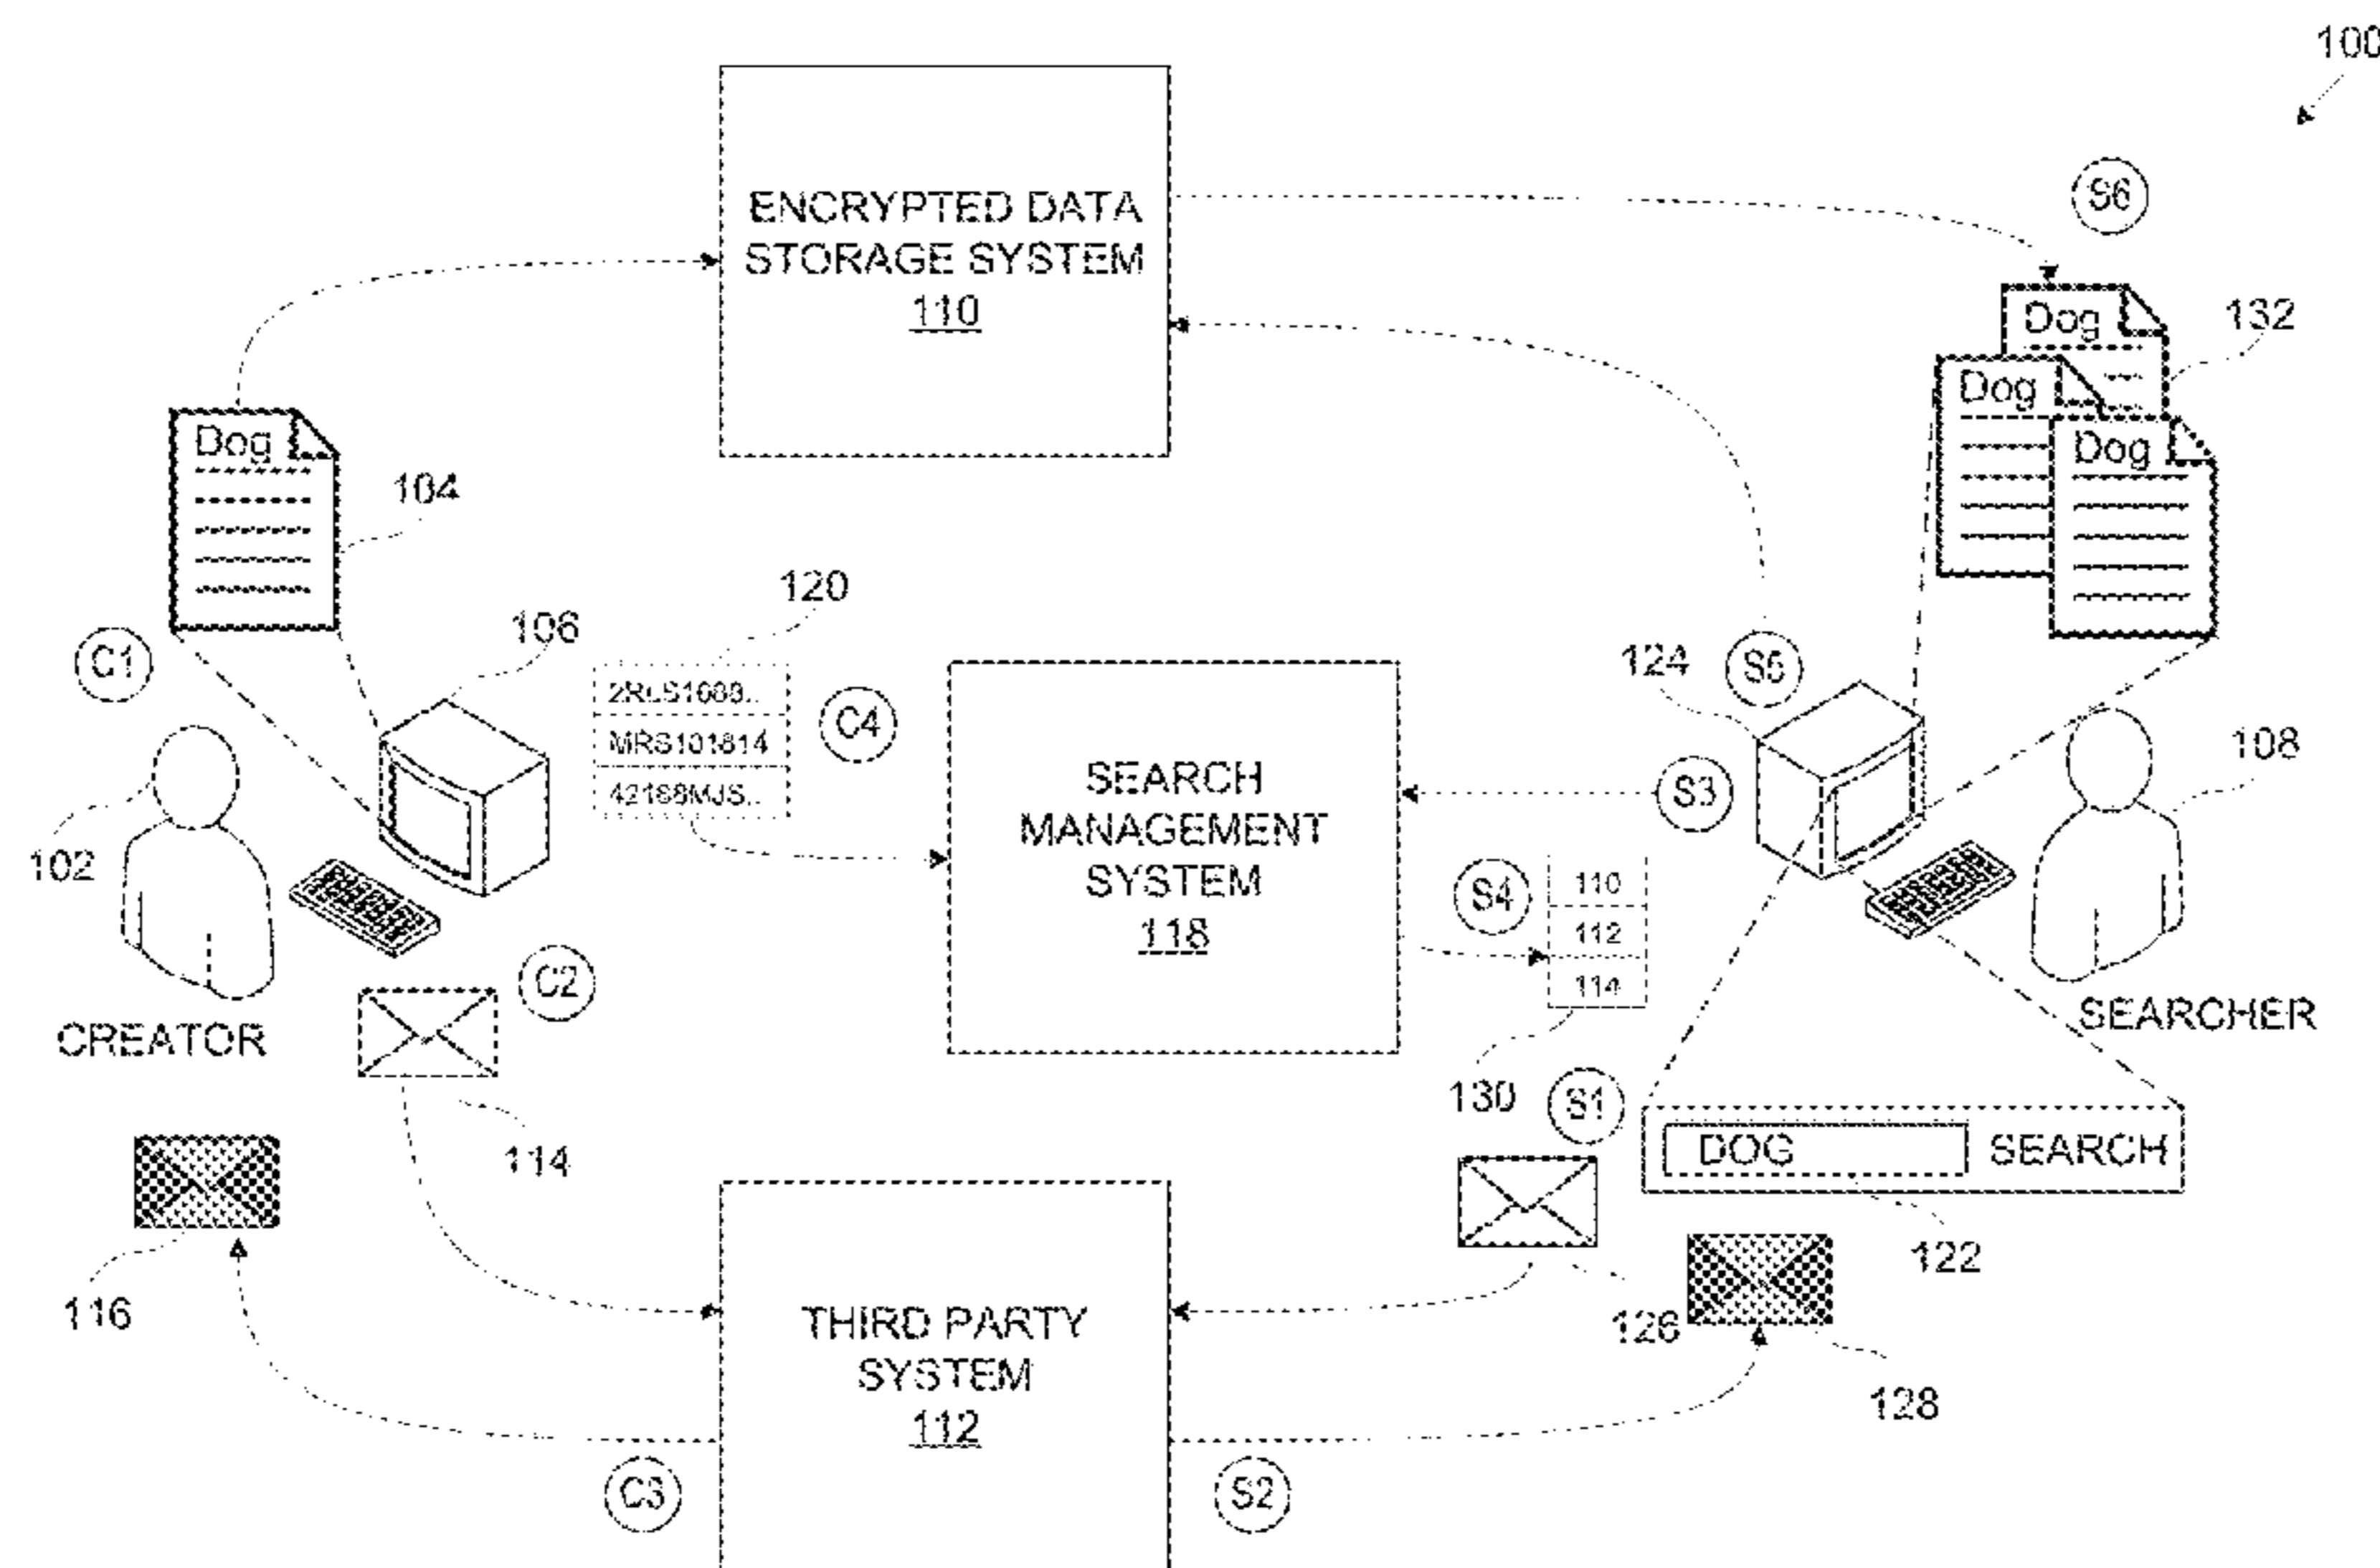 100
ENCRYPTED DATA
STORAGE SYSTEM
110
S6
Dog
132
Dog
Dog
Dog
104
120
106
C1
124
S5
C4
MRS101814
SEARCH
MANAGEMENT
SYSTEM
118
S3
108
102
S4
110
112
114
C2
CREATOR
SEARCHER
130
S1
114
DOG
SEARCH
116
122
THIRD PARTY
SYSTEM
112
126
128
C3
S2